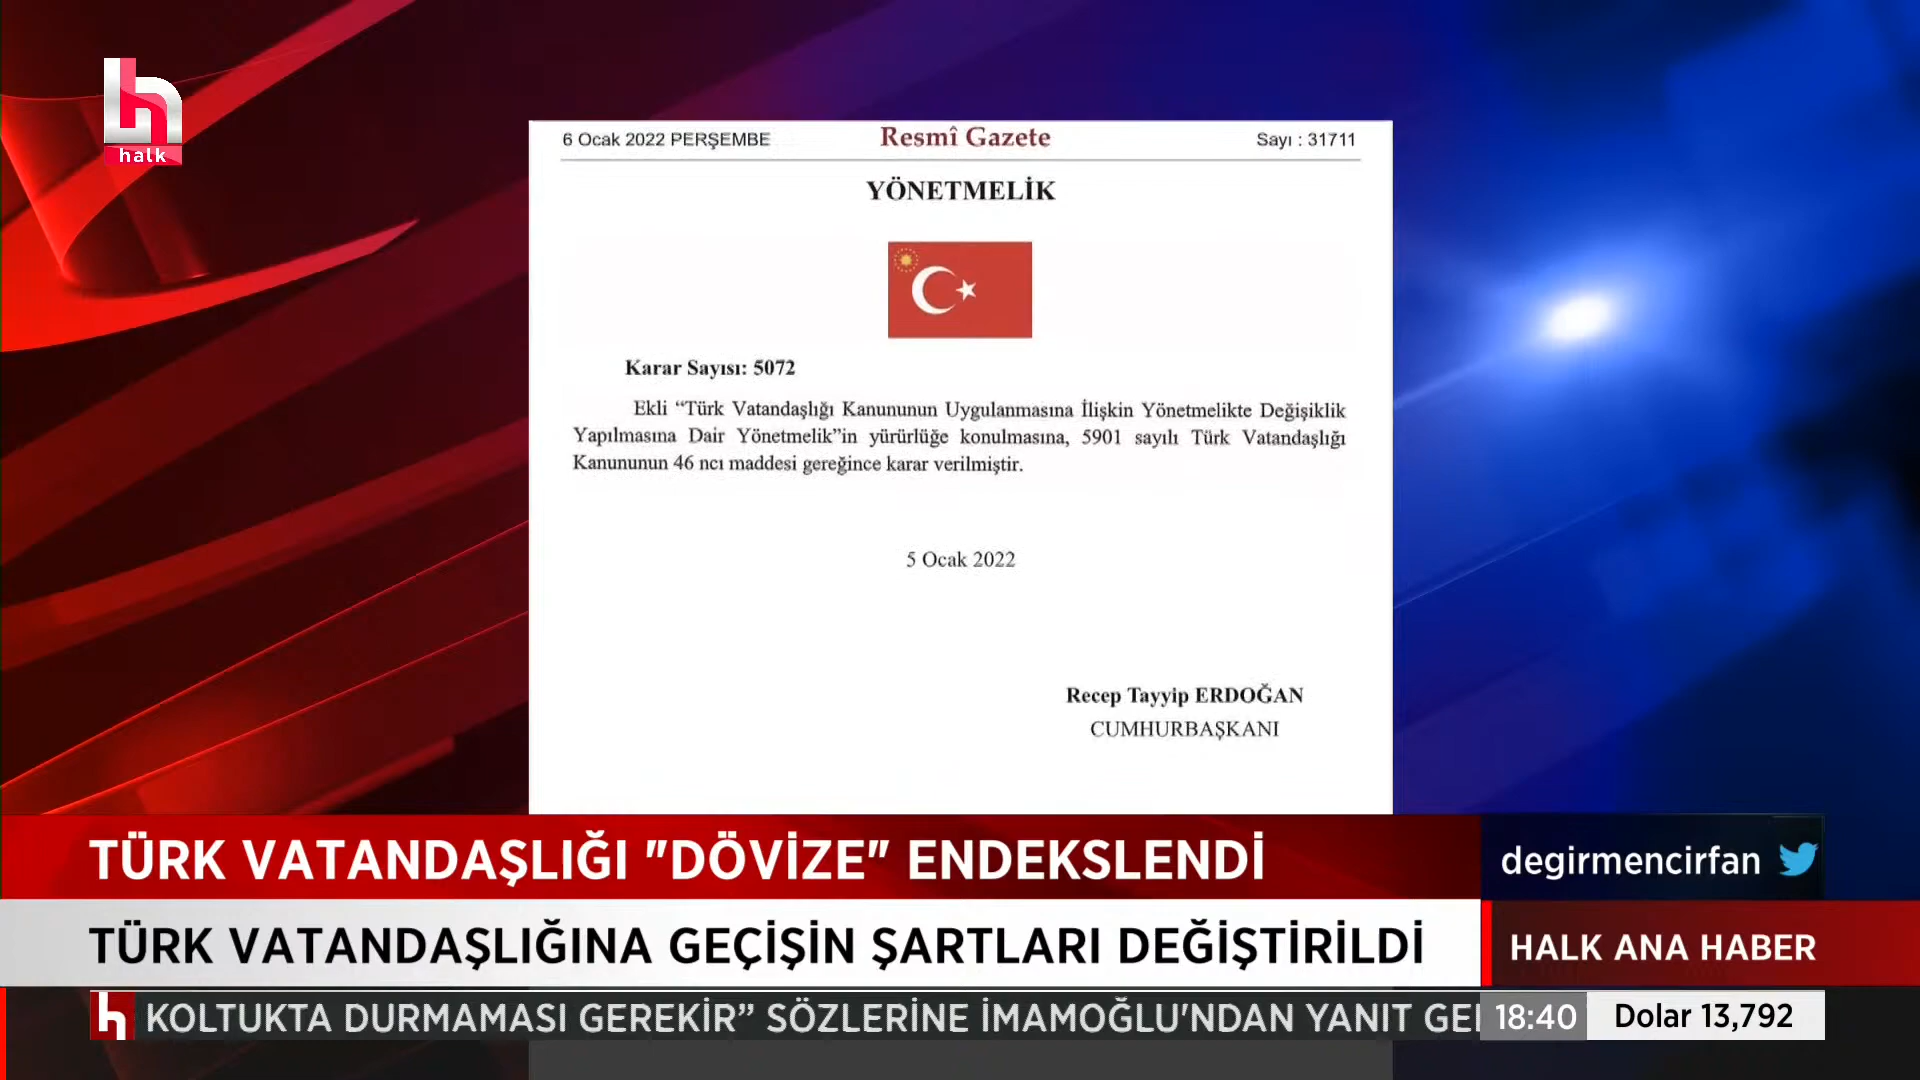 h
halk
6 Ocak 2022 PERŞEMBE
Resmî Gazete
Sayı : 31711
YÖNETMELİK
Karar Sayısı: 5072
Ekli “Türk Vatandaşlığı Kanununun Uygulanmasına İlişkin Yönetmelikte Değişiklik
Yapılmasına Dair Yönetmelik”in yürürlüğe konulmasına, 5901 sayılı Türk Vatandaşlığı
Kanununun 46 ncı maddesi gereğince karar verilmiştir.
5 Ocak 2022
Recep Tayyip ERDOĞAN
CUMHURBAŞKANI
TÜRK VATANDAŞLIĞI "DÖVİZE" ENDEKSLENDİ
degirmencirfan
TÜRK VATANDAŞLIĞINA GEÇİŞİN ŞARTLARI DEĞİŞTİRİLDİ
HALK ANA HABER
h KOLTUKTA DURMAMASI GEREKİR” SÖZLERİNE İMAMOĞLU'NDAN YANIT
18:40
Dolar 13,792